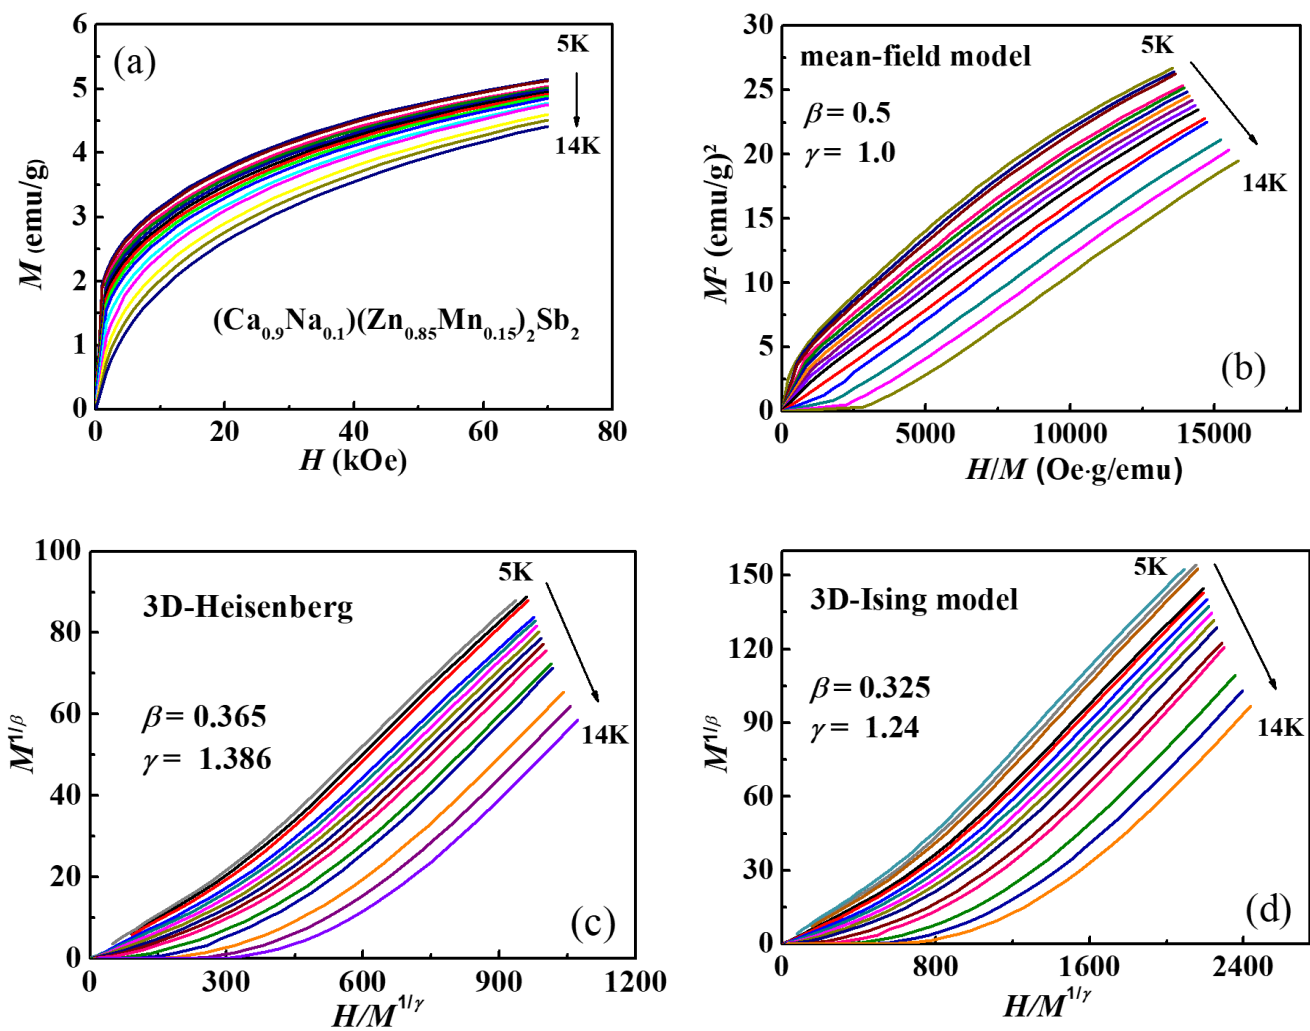 (a)
6
5
4
3
2
1
0
M (emu/g)
5K
14K
(Ca0.9Na0.1)(Zn0.85Mn0.15)2Sb2
0 20 40 60 80
H (kOe)
30
25
20
15
10
5
0
M² (emu/g)²
mean-field model
β = 0.5
γ = 1.0
5K
14K
(b)
0 5000 10000 15000
H/M (Oe·g/emu)
100
80
60
40
20
0
M^1/β
3D-Heisenberg
β = 0.365
γ = 1.386
5K
14K
(c)
0 300 600 900 1200
H/M^1/γ
150
120
90
60
30
0
M^1/β
3D-Ising model
β = 0.325
γ = 1.24
5K
14K
(d)
0 800 1600 2400
H/M^1/γ